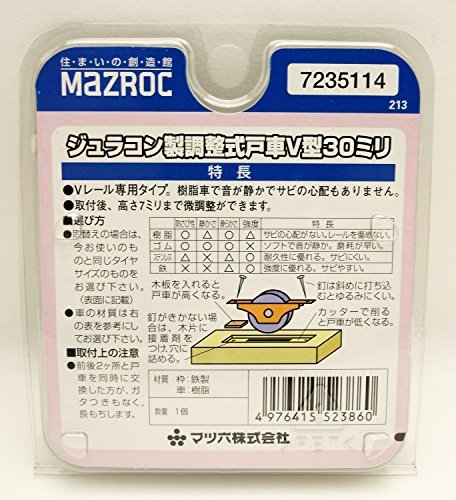 住・ま・い・の・創・造・館
MAZROC
7235114
213
ジュラコン製調整式戸車V型30ミリ
特長
●Vレール専用タイプ。樹脂車で音が静かでサビの心配もありません。
●取付後、高さ7ミリまで微調整ができます。
■選び方
●取替えの場合は、
今お使いのもの
と同じダイヤ
サイズのものを
お選び下さい。
(表面に記載)
●車の材質は右
の表を参考にし
てお選び下さい。
■取付上の注意
●前後2ヶ所と戸
車を同時に交
換した方が、ガ
タつきもなく、
長もちします。
防サビ性 静かさ 滑らかさ 強度 特長
樹脂 ○ △ ○ △ サビの心配がない。レールを傷めない。
ゴム ○ ○ ○ × ソフトで音が静か。磨耗が早い。
ステンレス △ × △ ○ 耐久性に優れる。サビにくい。
鉄 × × × ○ 強度に優れる。サビやすい。
木板を入れると
戸車が高くなる。
釘は斜めに打ち込
むとゆるみにくい。
釘がきかない場合
は、木片に
接着剤を
つけ穴に
詰める。
カッターで削る
と戸車が低くなる。
材質 枠:鉄製
車:樹脂
数量 1個
4 976415 523860
マツ六株式会社